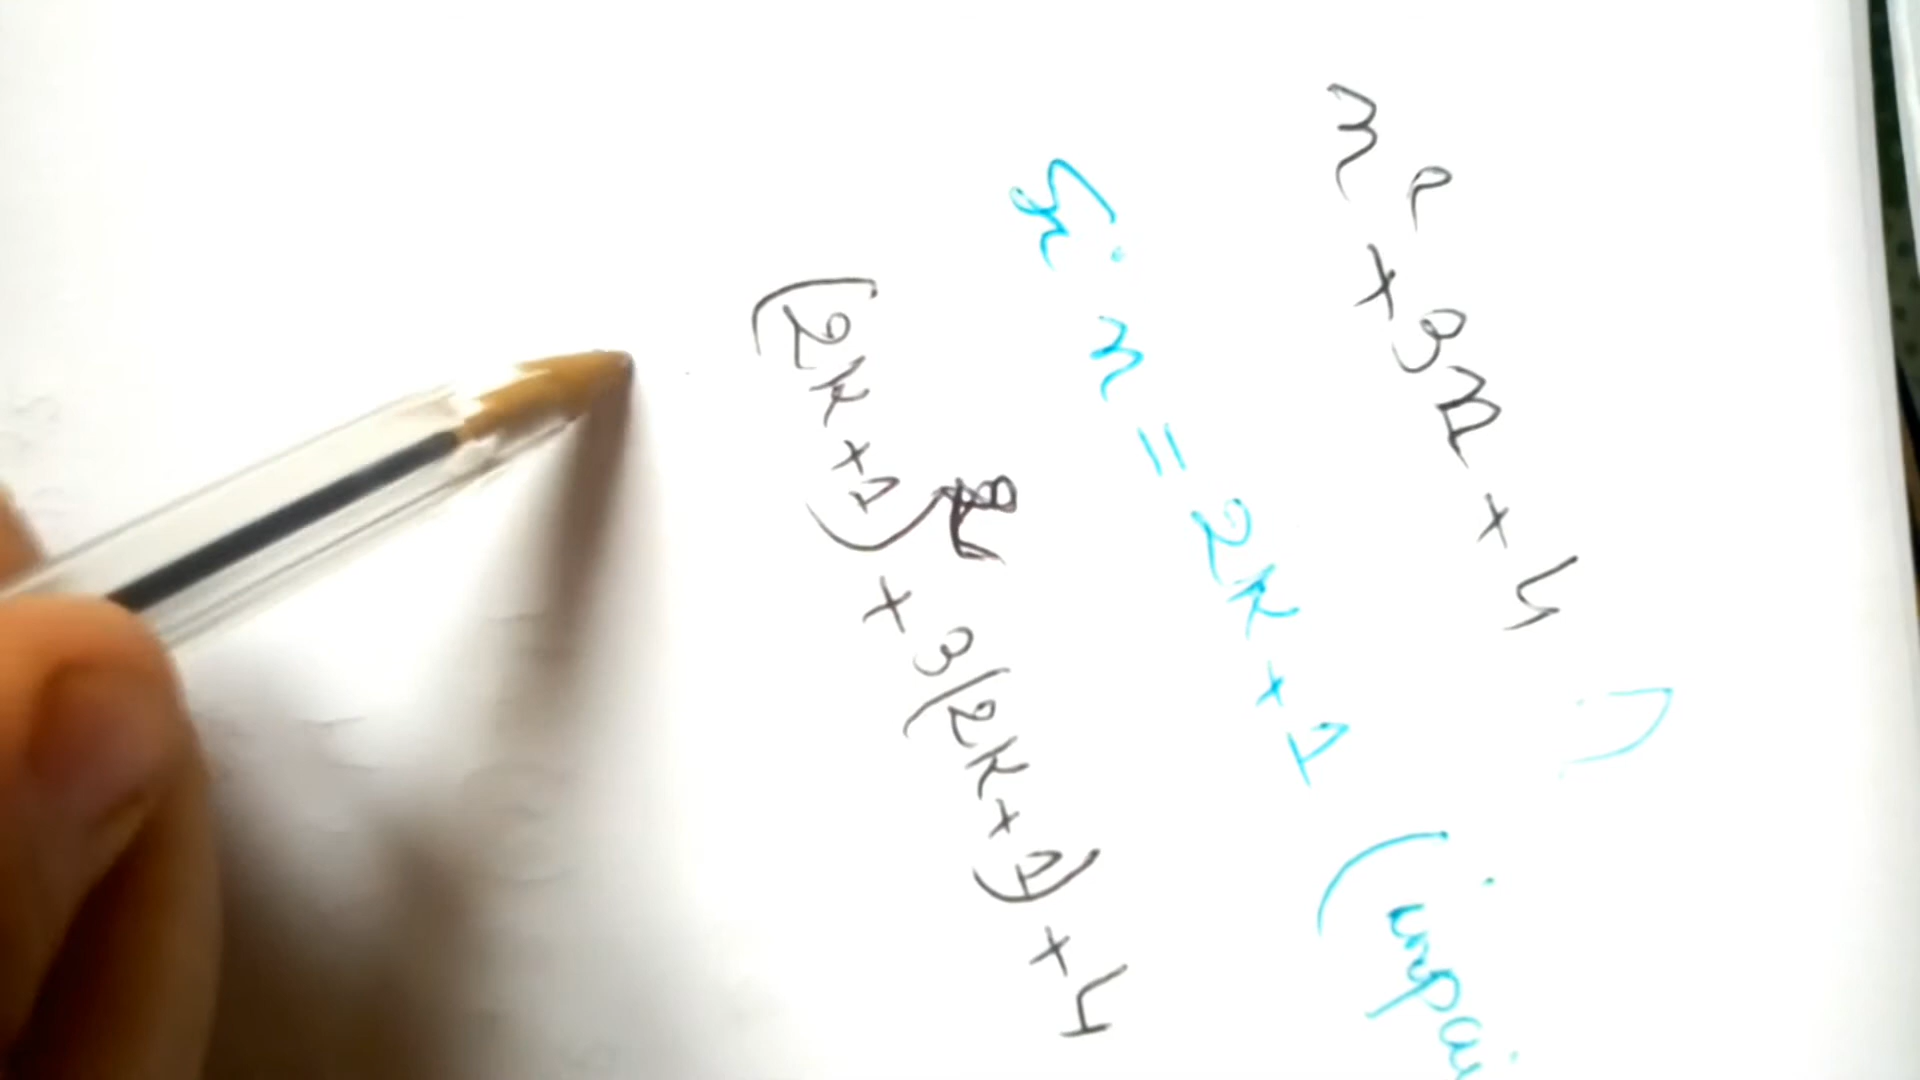 n² + 3n + 4 ?
Si n = 2k + 1 (impai
(2k+1)² + 3(2k+1) + 4